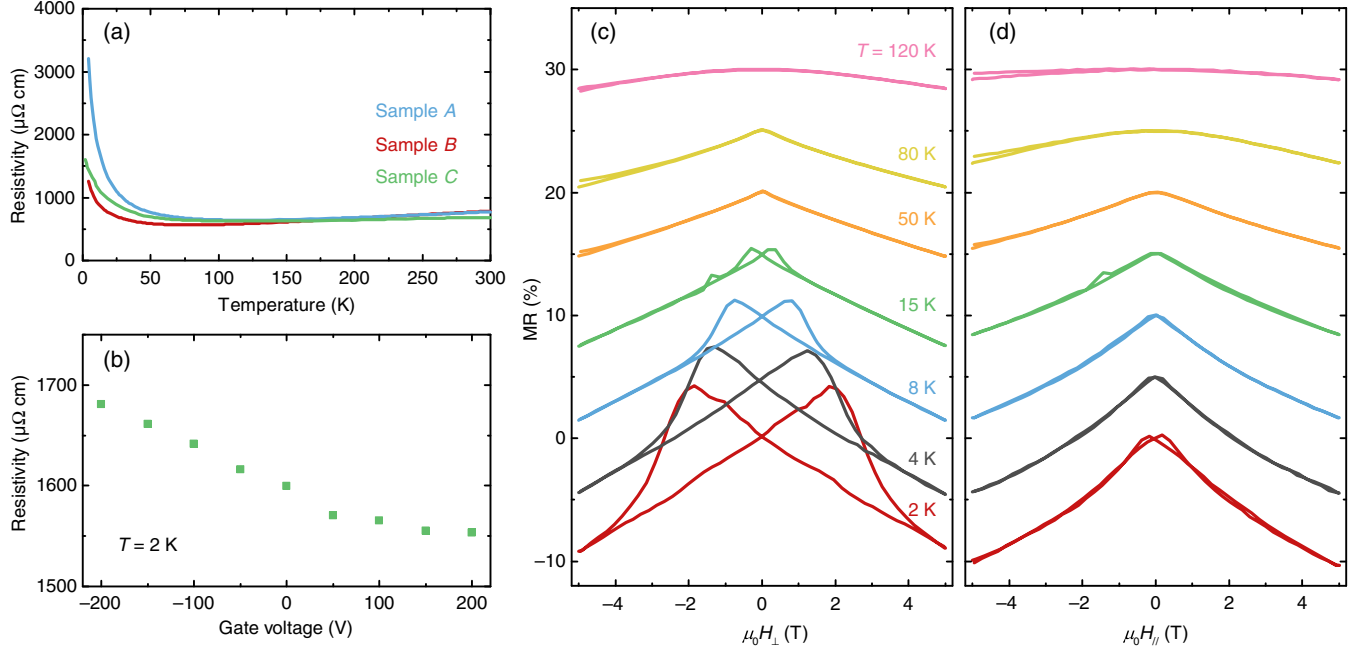 (a)
4000
3000
2000
1000
0
Resistivity (μΩ cm)
Sample A
Sample B
Sample C
0 50 100 150 200 250 300
Temperature (K)
(b)
1700
1600
1500
Resistivity (μΩ cm)
T = 2 K
−200 −100 0 100 200
Gate voltage (V)
(c)
30
20
10
0
−10
MR (%)
T = 120 K
80 K
50 K
15 K
8 K
4 K
2 K
−4 −2 0 2 4
μ0H⊥ (T)
(d)
−4 −2 0 2 4
μ0H// (T)